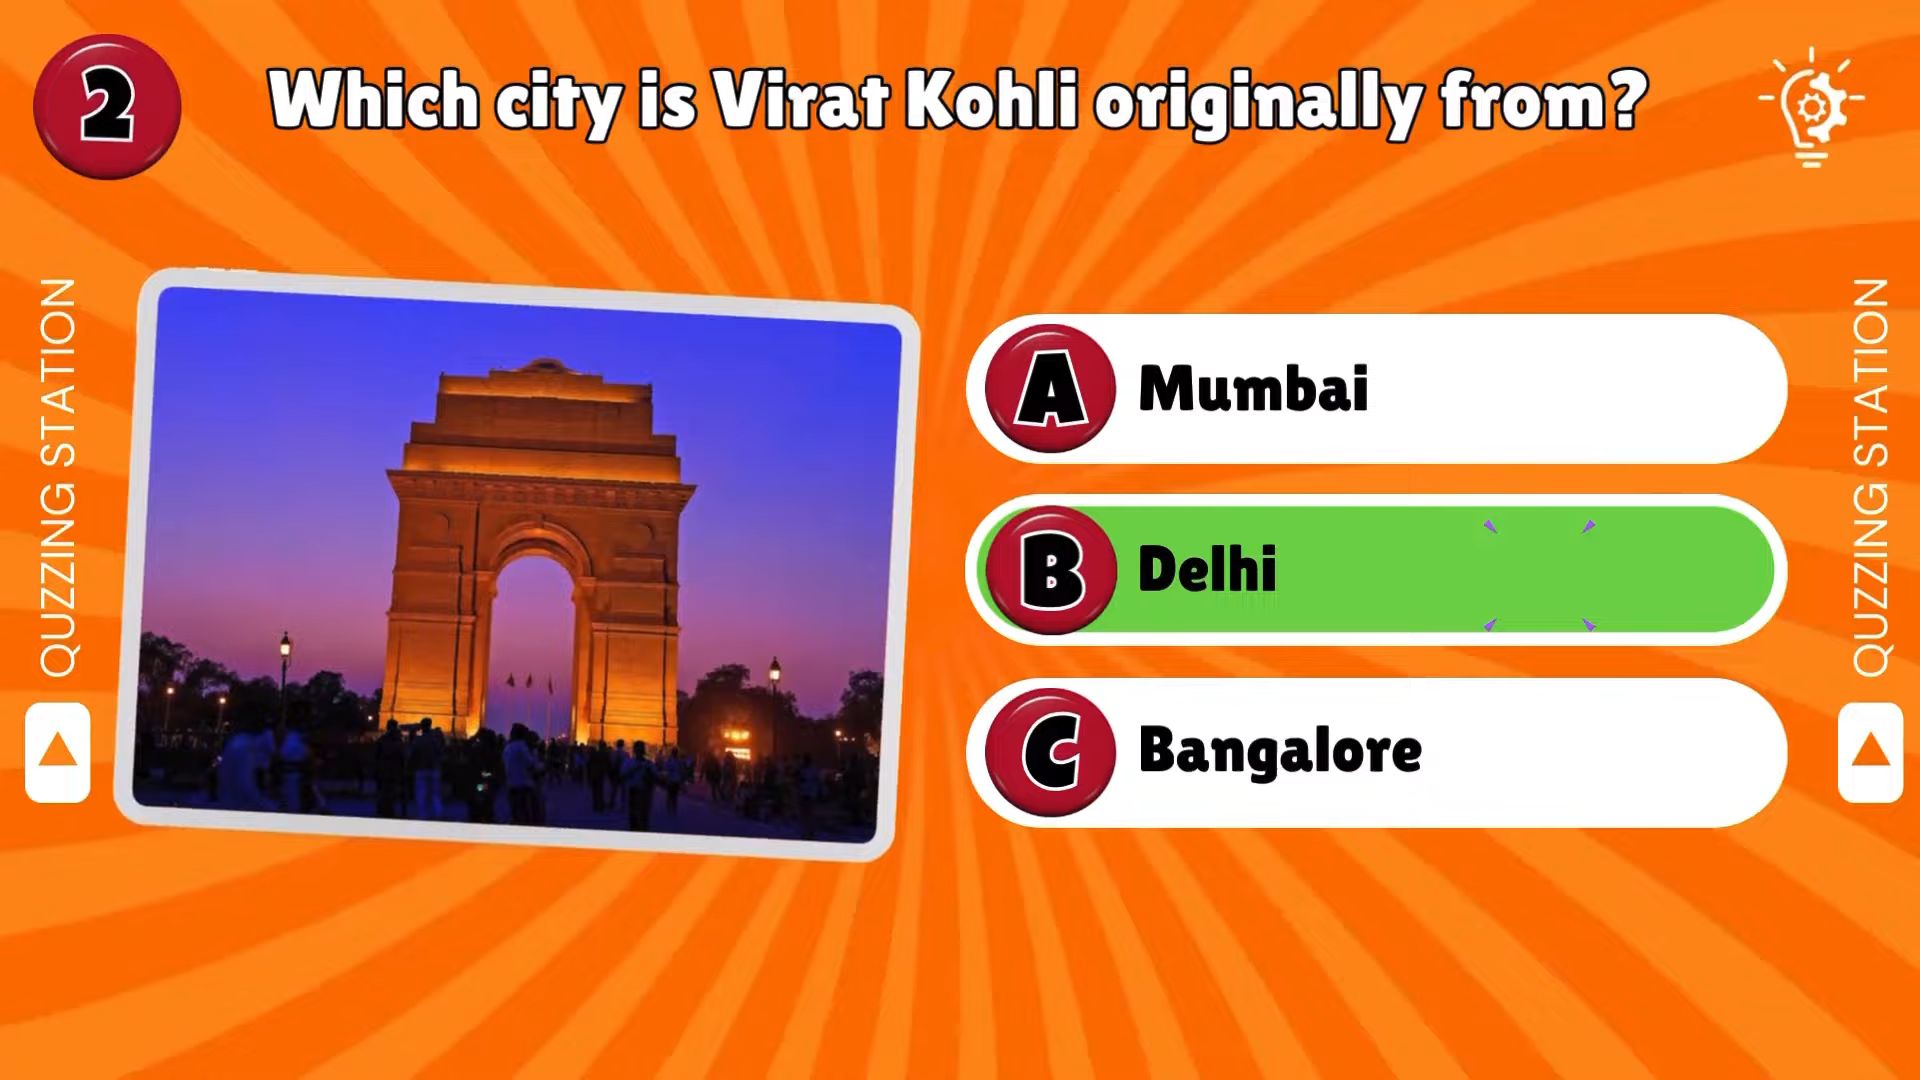 2
Which city is Virat Kohli originally from?
QUZZING STATION
A
Mumbai
B
Delhi
C
Bangalore
QUZZING STATION